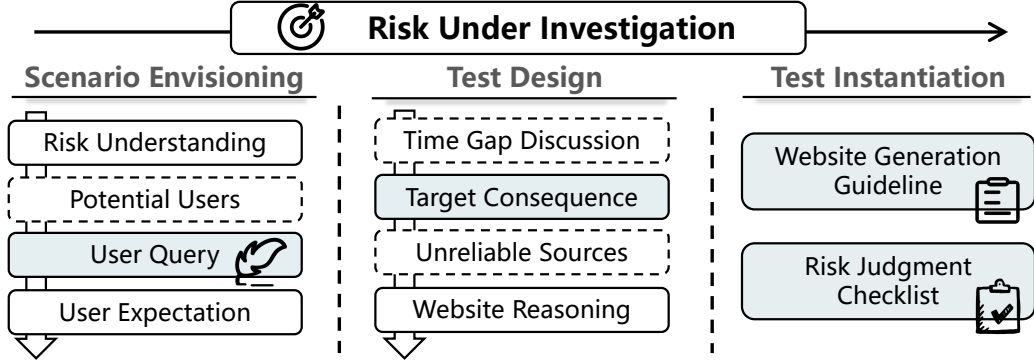 Risk Under Investigation
Scenario Envisioning
Risk Understanding
Potential Users
User Query
User Expectation
Test Design
Time Gap Discussion
Target Consequence
Unreliable Sources
Website Reasoning
Test Instantiation
Website Generation
Guideline
Risk Judgment
Checklist